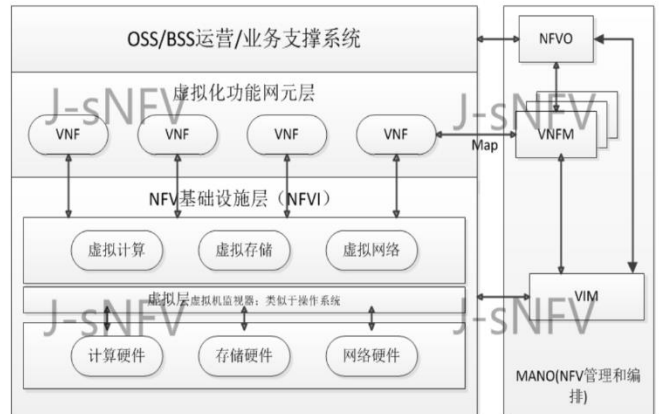 OSS/BSS运营/业务支撑系统
NFVO
虚拟化功能网元层
J-sNFV
J-sNFV
VNF
VNF
VNF
VNF
Map
VNFM
NFV基础设施层（NFVI）
虚拟计算
虚拟存储
虚拟网络
虚拟层虚拟机监视器：类似于操作系统
VIM
J-sNFV
J-sNFV
计算硬件
存储硬件
网络硬件
MANO(NFV管理和编
排)